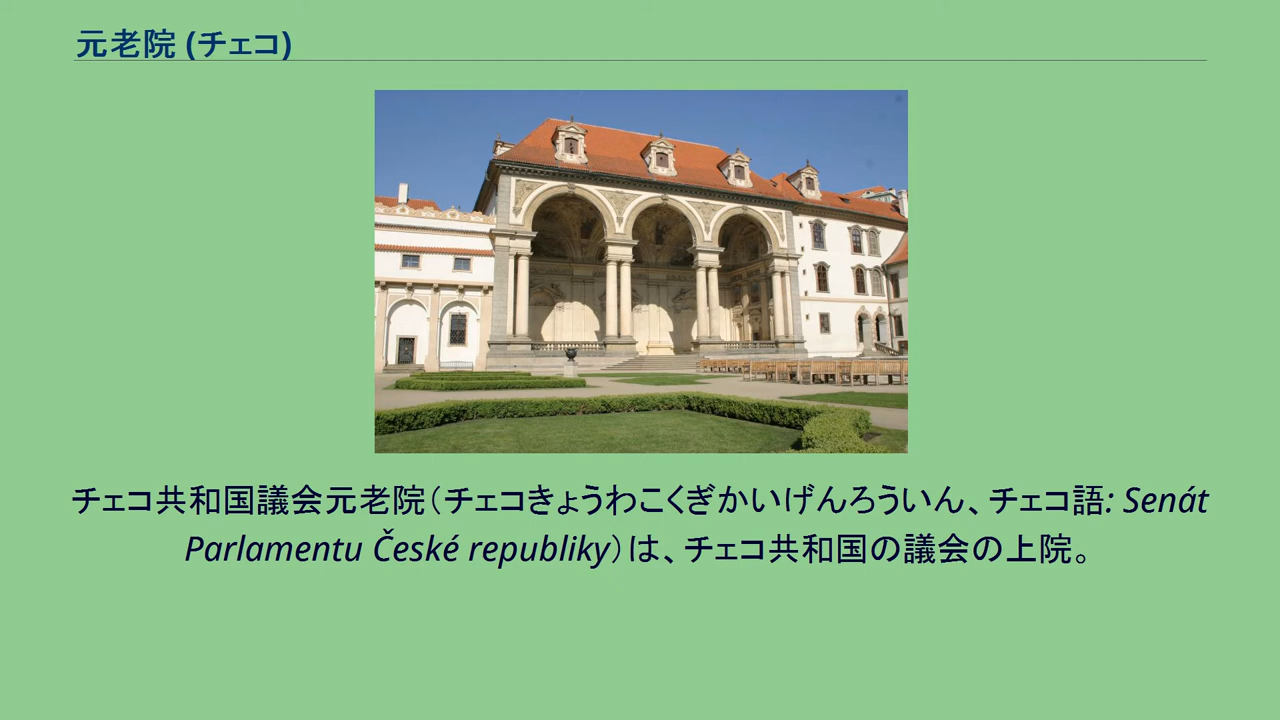 元老院 (チェコ)
チェコ共和国議会元老院（チェコきょうわこくぎかいげんろういん、チェコ語: Senát
Parlamentu České republiky）は、チェコ共和国の議会の上院。